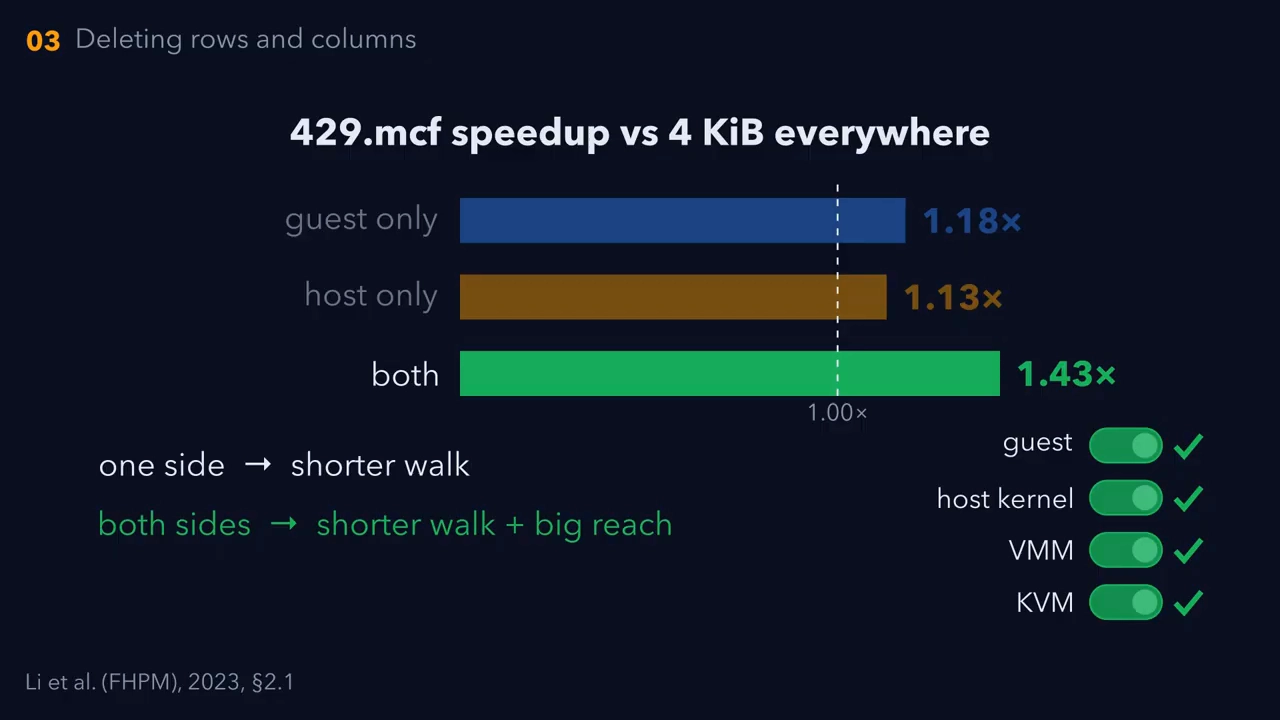 03 Deleting rows and columns
429.mcf speedup vs 4 KiB everywhere
guest only 1.18×
host only 1.13×
both 1.43×
1.00×
one side → shorter walk
both sides → shorter walk + big reach
guest
host kernel
VMM
KVM
Li et al. (FHPM), 2023, §2.1